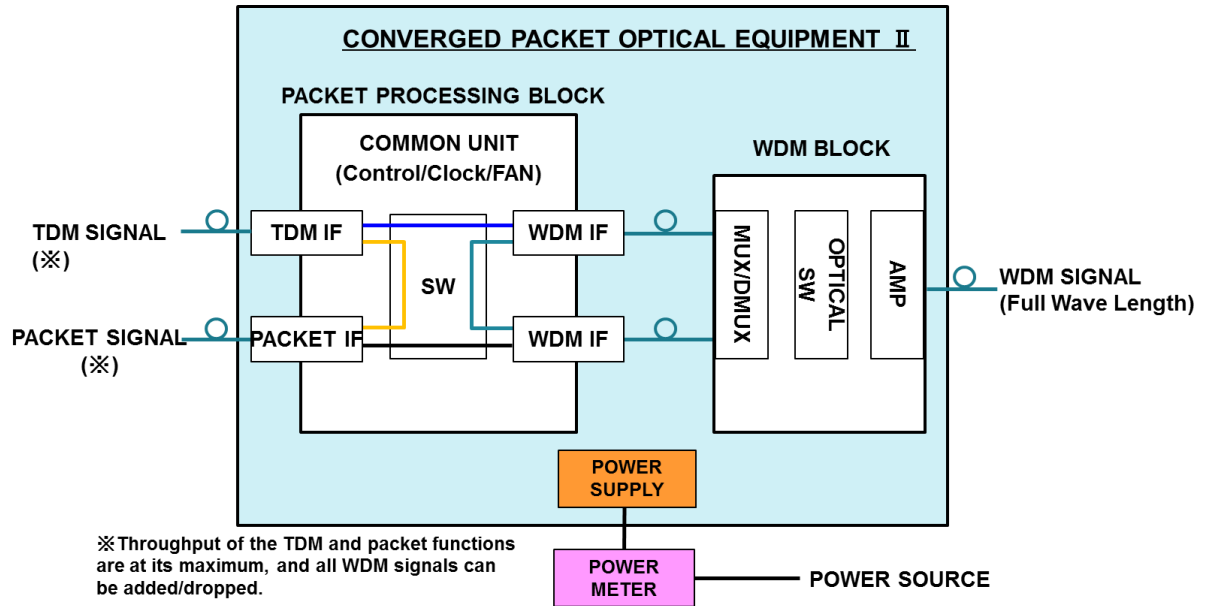 CONVERGED PACKET OPTICAL EQUIPMENT Ⅱ
PACKET PROCESSING BLOCK
COMMON UNIT
(Control/Clock/FAN)
WDM BLOCK
TDM SIGNAL
(※)
TDM IF
WDM IF
SW
PACKET SIGNAL
(※)
PACKET IF
WDM IF
MUX/DMUX
OPTICAL
SW
AMP
WDM SIGNAL
(Full Wave Length)
POWER
SUPPLY
※Throughput of the TDM and packet functions
are at its maximum, and all WDM signals can
be added/dropped.
POWER
METER
POWER SOURCE